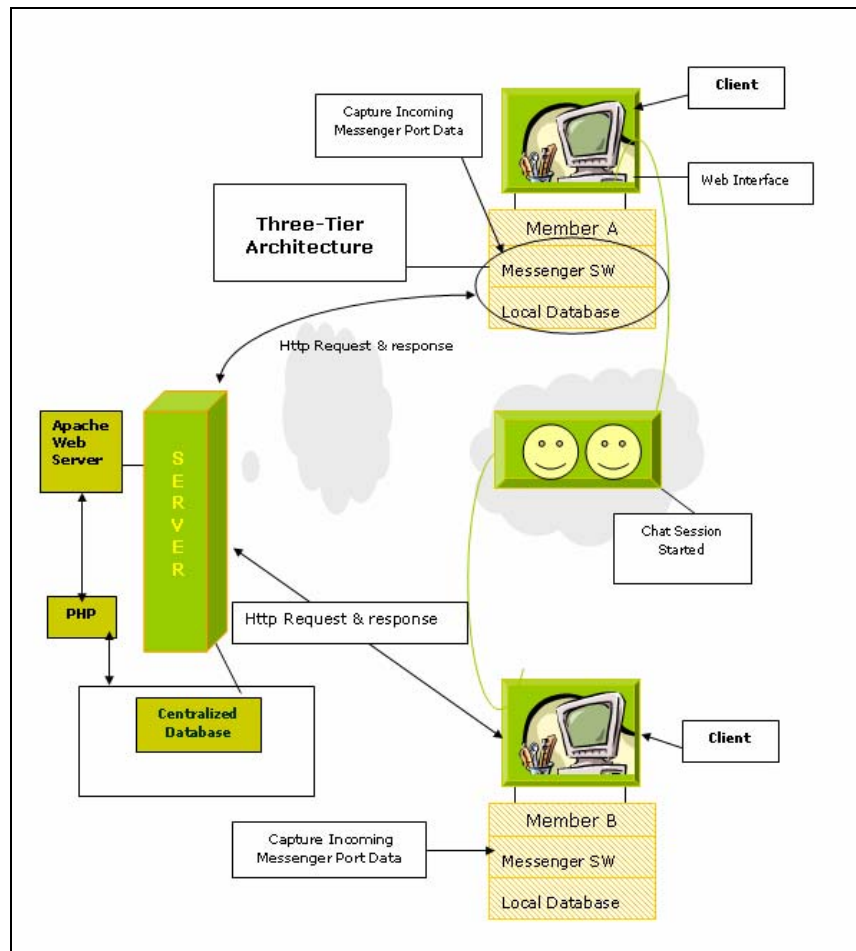 Client
Capture Incoming
Messenger Port Data
Web Interface
Three-Tier
Architecture
Member A
Messenger SW
Local Database
Http Request & response
Apache
Web
Server
SERVER
Chat Session
Started
PHP
Http Request & response
Centralized
Database
Client
Member B
Capture Incoming
Messenger Port Data
Messenger SW
Local Database